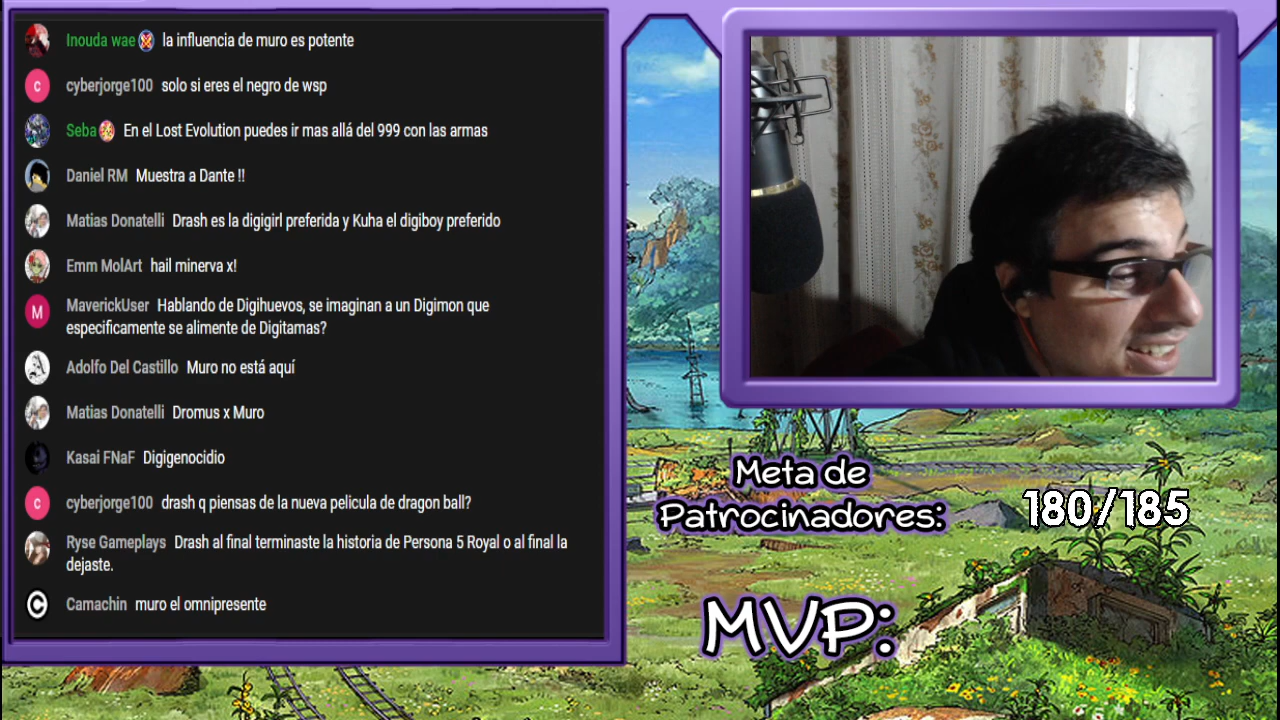 Inouda wae la influencia de muro es potente
cyberjorge100 solo si eres el negro de wsp
Seba En el Lost Evolution puedes ir mas allá del 999 con las armas
Daniel RM Muestra a Dante !!
Matias Donatelli Drash es la digigirl preferida y Kuha el digiboy preferido
Emm MolArt hail minerva x!
M MaverickUser Hablando de Digihuevos, se imaginan a un Digimon que
especificamente se alimente de Digitamas?
Adolfo Del Castillo Muro no está aquí
Matias Donatelli Dromus x Muro
Kasai FNaF Digigenocidio
c cyberjorge100 drash q piensas de la nueva pelicula de dragon ball?
Ryse Gameplays Drash al final terminaste la historia de Persona 5 Royal o al final la
dejaste.
Camachin muro el omnipresente
Meta de
Patrocinadores:
180/185
MVP: